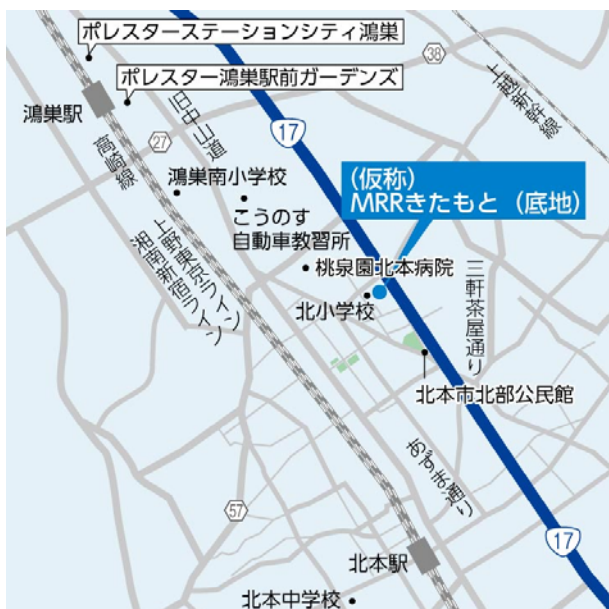 ポレスターステーションシティ鴻巣
38
ポレスター鴻巣駅前ガーデンズ
上越新幹線
鴻巣駅
旧中山道
17
27
高崎線
鴻巣南小学校
(仮称)
MRRきたもと（底地）
こうのす
自動車教習所
上野東京ライン
湘南新宿ライン
桃泉園北本病院
三軒茶屋通り
北小学校
北本市北部公民館
あずま通り
57
17
北本駅
北本中学校